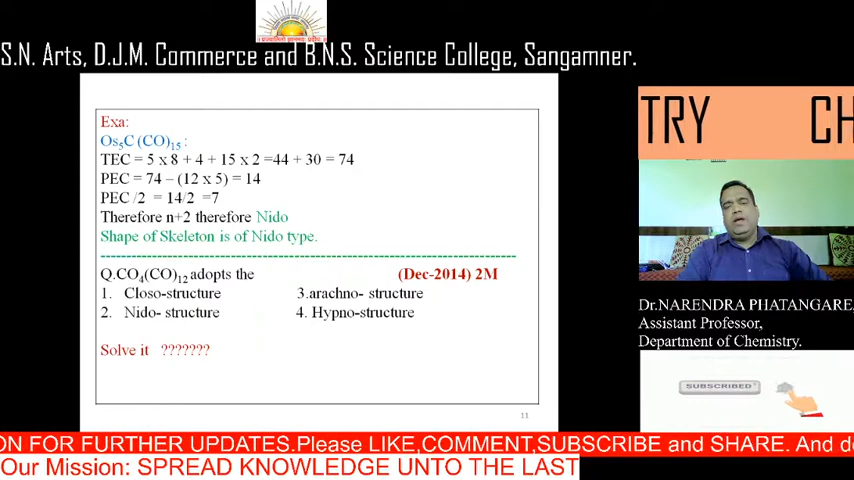 S.N. Arts, D.J.M. Commerce and B.N.S. Science College, Sangamner.
TRY CH
Exa:
Os5C (CO)15 :
TEC = 5 x 8 + 4 + 15 x 2 =44 + 30 = 74
PEC = 74 – (12 x 5) = 14
PEC /2 = 14/2 =7
Therefore n+2 therefore Nido
Shape of Skeleton is of Nido type.
Q.CO4(CO)12 adopts the (Dec-2014) 2M
1. Closo-structure 3.arachno- structure
2. Nido- structure 4. Hypno-structure
Solve it ???????
11
Dr.NARENDRA PHATANGARE,
Assistant Professor,
Department of Chemistry.
SUBSCRIBED
ON FOR FURTHER UPDATES.Please LIKE,COMMENT,SUBSCRIBE and SHARE. And do
Our Mission: SPREAD KNOWLEDGE UNTO THE LAST